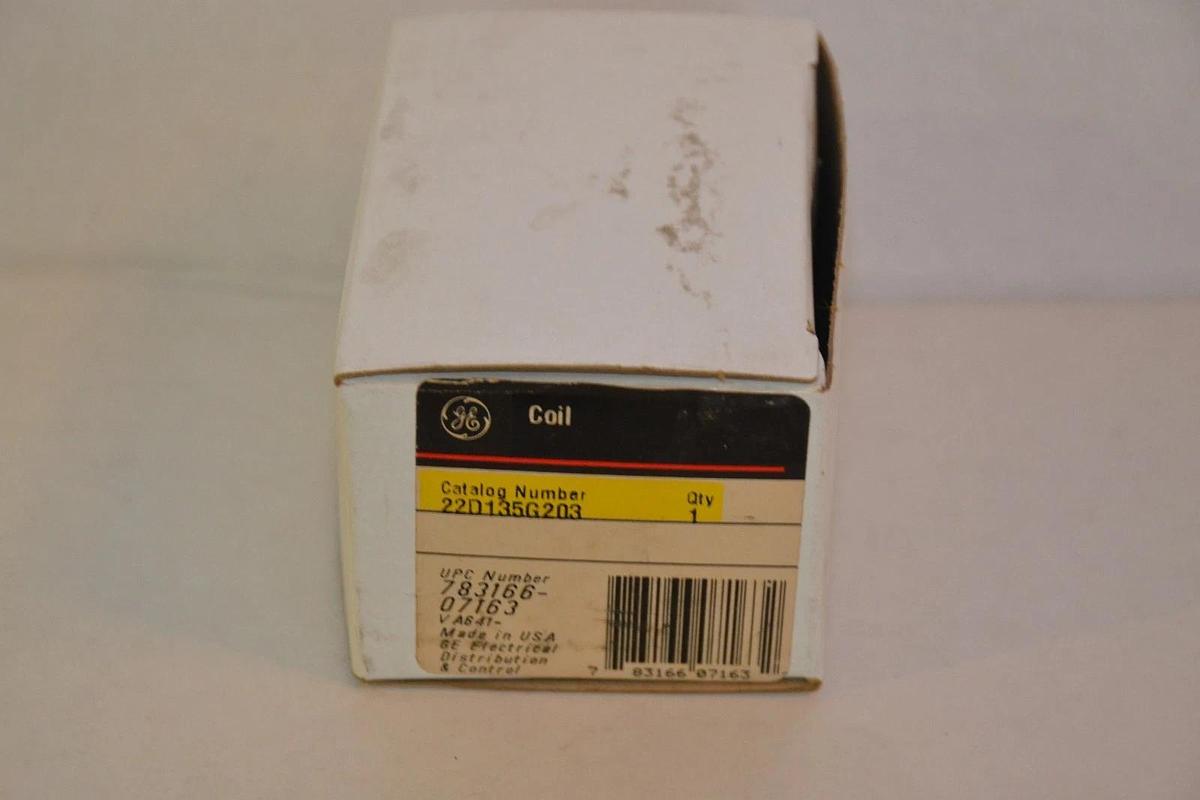 GE Coil
Catalog Number Qty
22D135G203 1
UPC Number
783166-
07163
VA641-
Made in USA
GE Electrical
Distribution
& Control
7 83166 07163